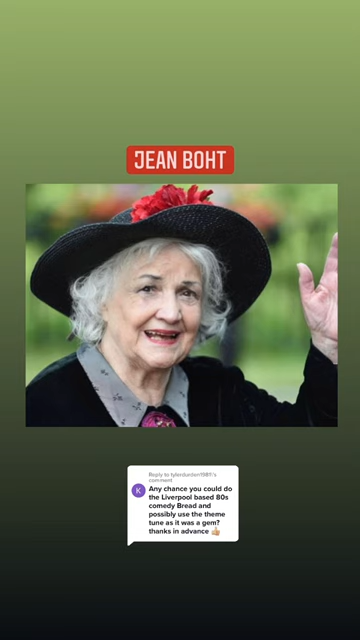 JEAN BOHT
Reply to tylerdurden1981's
comment
K
Any chance you could do
the Liverpool based 80s
comedy Bread and
possibly use the theme
tune as it was a gem?
thanks in advance 👍🏼